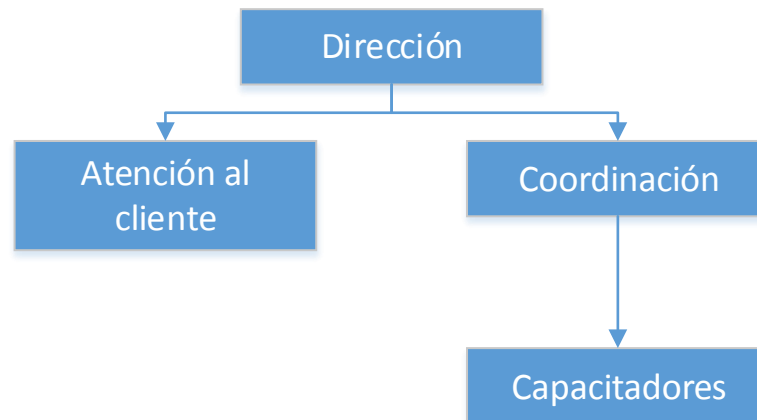 Dirección
Atención al
cliente
Coordinación
Capacitadores